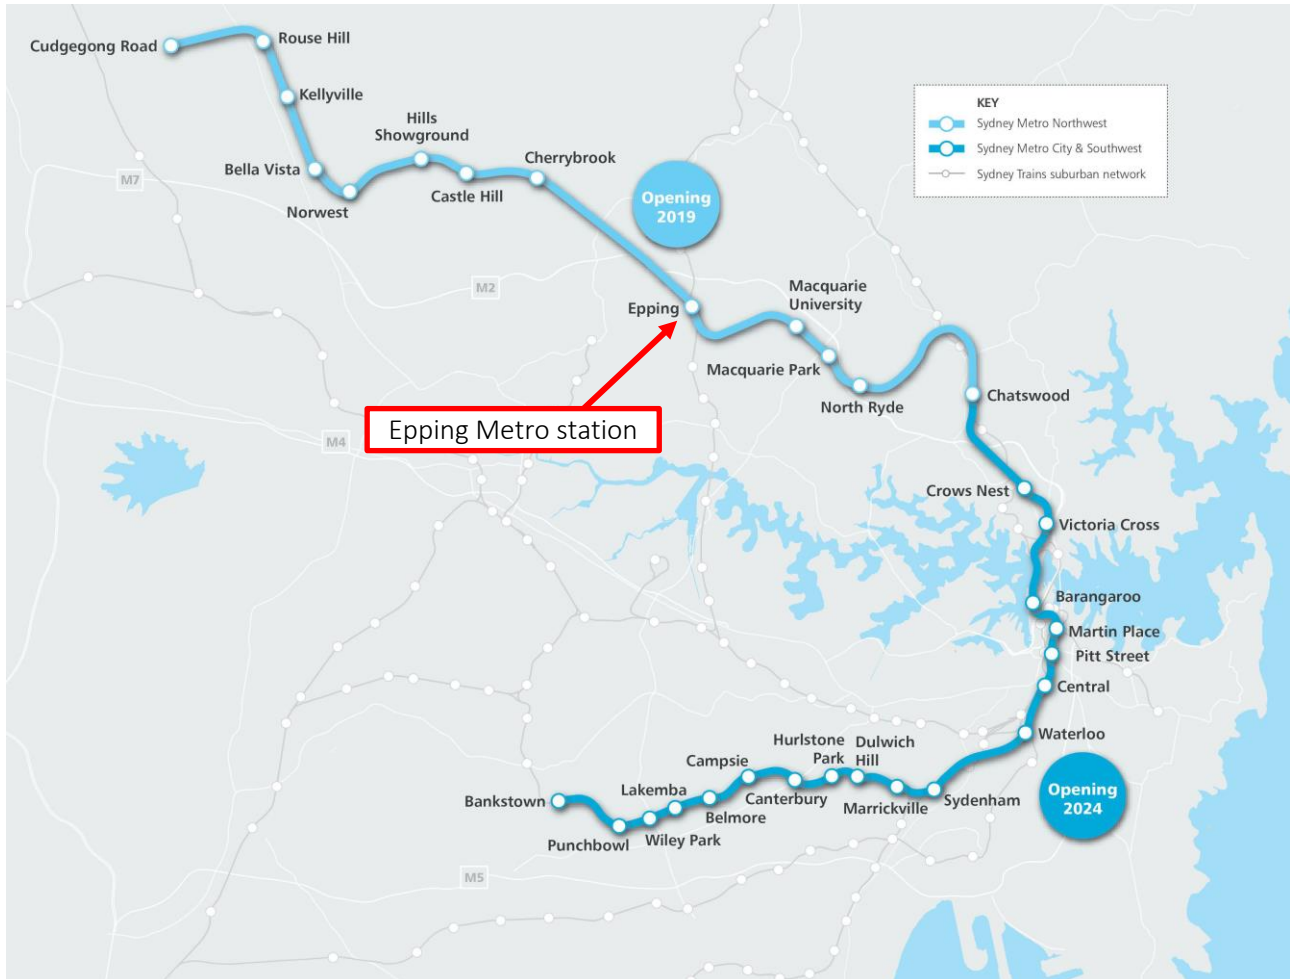 Cudgegong Road
Rouse Hill
Kellyville
Hills
Showground
Bella Vista
Norwest
Castle Hill
Cherrybrook
M7
Opening
2019
KEY
Sydney Metro Northwest
Sydney Metro City & Southwest
Sydney Trains suburban network
M2
Epping
Macquarie
University
Macquarie Park
North Ryde
Chatswood
Epping Metro station
M4
Crows Nest
Victoria Cross
Barangaroo
Martin Place
Pitt Street
Central
Waterloo
Hurlstone
Park
Dulwich
Hill
Campsie
Lakemba
Bankstown
Canterbury
Belmore
Marrickville
Sydenham
Punchbowl
Wiley Park
Opening
2024
M5